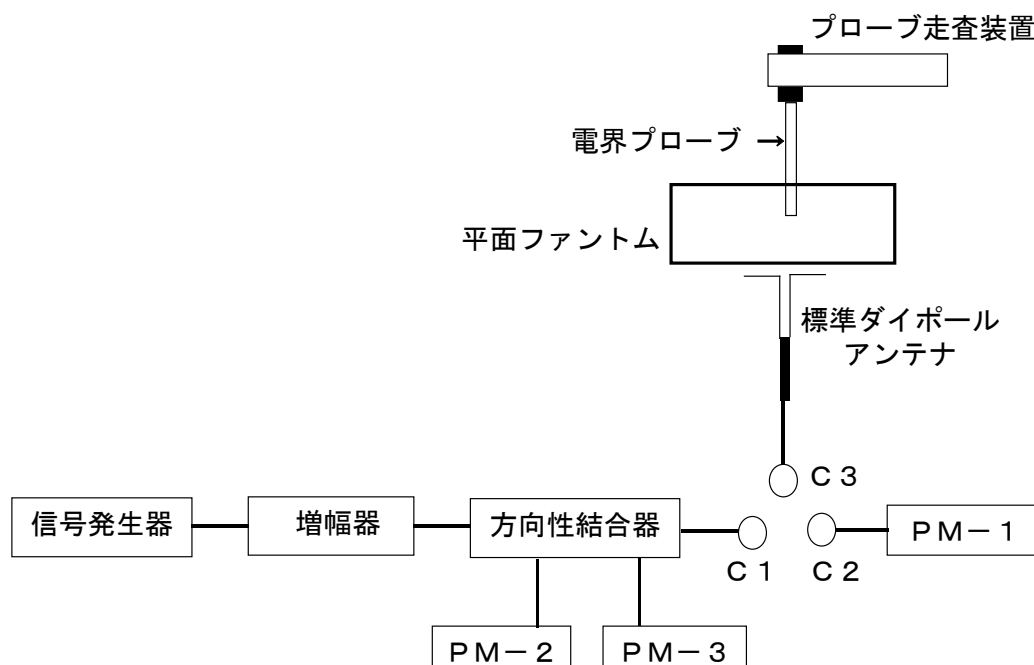 プローブ走査装置
電界プローブ →
平面ファントム
標準ダイポール
アンテナ
C3
信号発生器
増幅器
方向性結合器
PM-1
C1
C2
PM-2
PM-3